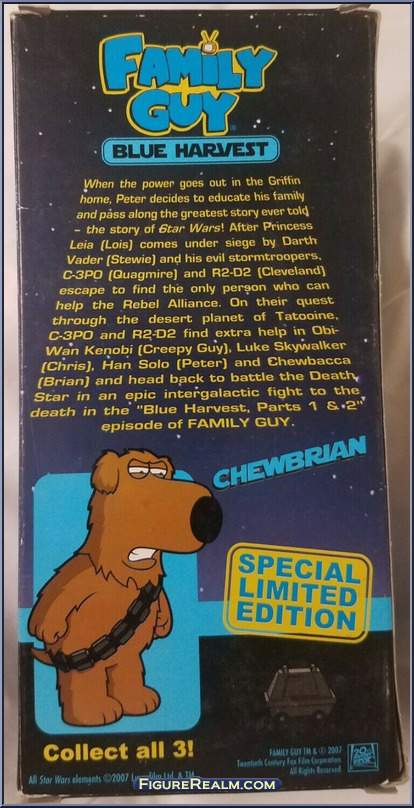 FAMILY
GUY
BLUE HARVEST
When the power goes out in the Griffin
home, Peter decides to educate his family
and pass along the greatest story ever told
– the story of Star Wars! After Princess
Leia (Lois) comes under siege by Darth
Vader (Stewie) and his evil stormtroopers,
C-3PO (Quagmire) and R2-D2 (Cleveland)
escape to find the only person who can
help the Rebel Alliance. On their quest
through the desert planet of Tatooine,
C-3PO and R2-D2 find extra help in Obi-
Wan Kenobi (Creepy Guy), Luke Skywalker
(Chris), Han Solo (Peter) and Chewbacca
(Brian) and head back to battle the Death
Star in an epic intergalactic fight to the
death in the "Blue Harvest, Parts 1 & 2"
episode of FAMILY GUY.
CHEWBRIAN
SPECIAL
LIMITED
EDITION
Collect all 3!
FAMILY GUY TM & © 2007
Twentieth Century Fox Film Corporation.
All Rights Reserved.
All Star Wars elements ©2007 Lucasfilm Ltd. & TM
FIGUREREALM.COM